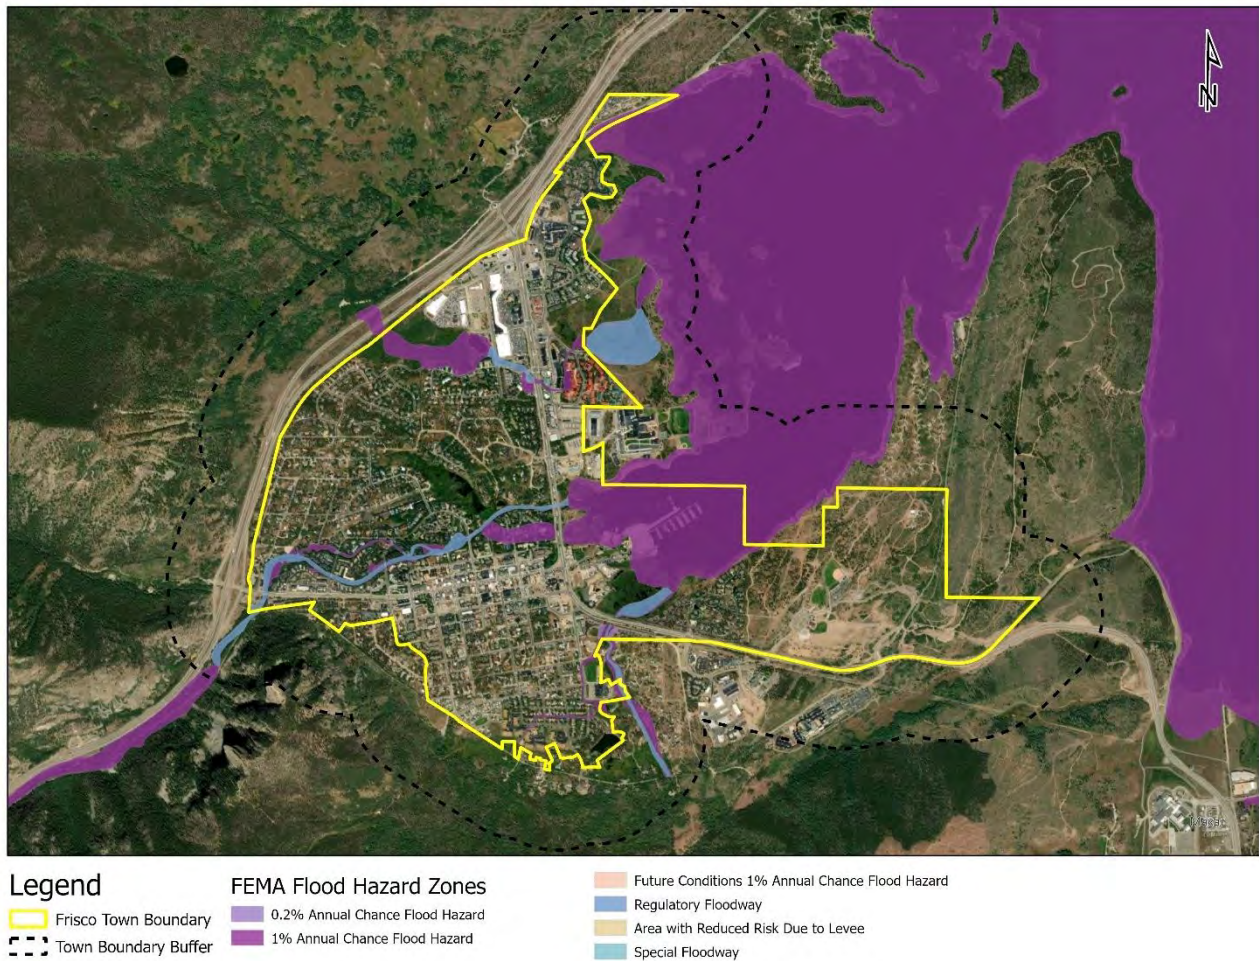 N
Legend
Frisco Town Boundary
Town Boundary Buffer
FEMA Flood Hazard Zones
0.2% Annual Chance Flood Hazard
1% Annual Chance Flood Hazard
Future Conditions 1% Annual Chance Flood Hazard
Regulatory Floodway
Area with Reduced Risk Due to Levee
Special Floodway